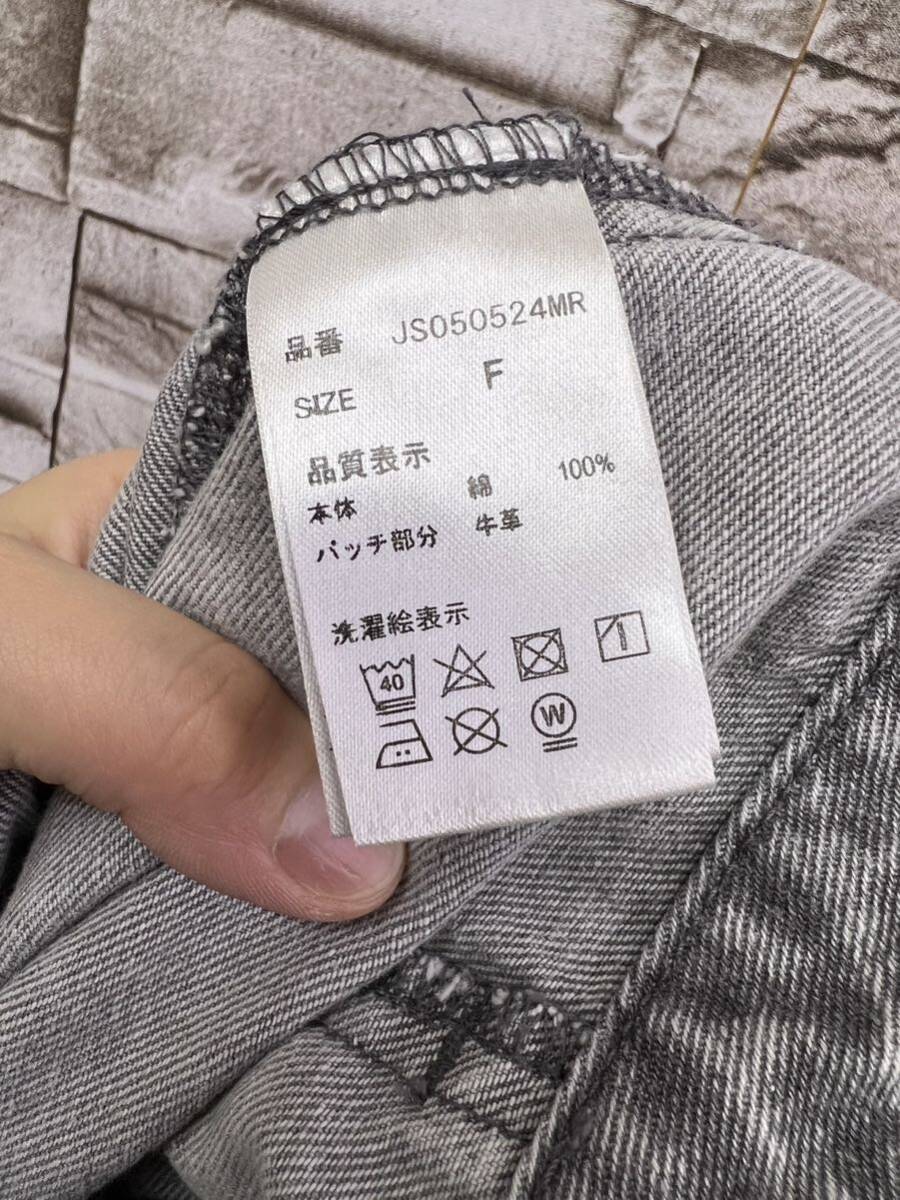 品番 JS050524MR
SIZE F
品質表示
本体 綿 100%
パッチ部分 牛革
洗濯絵表示
40
W